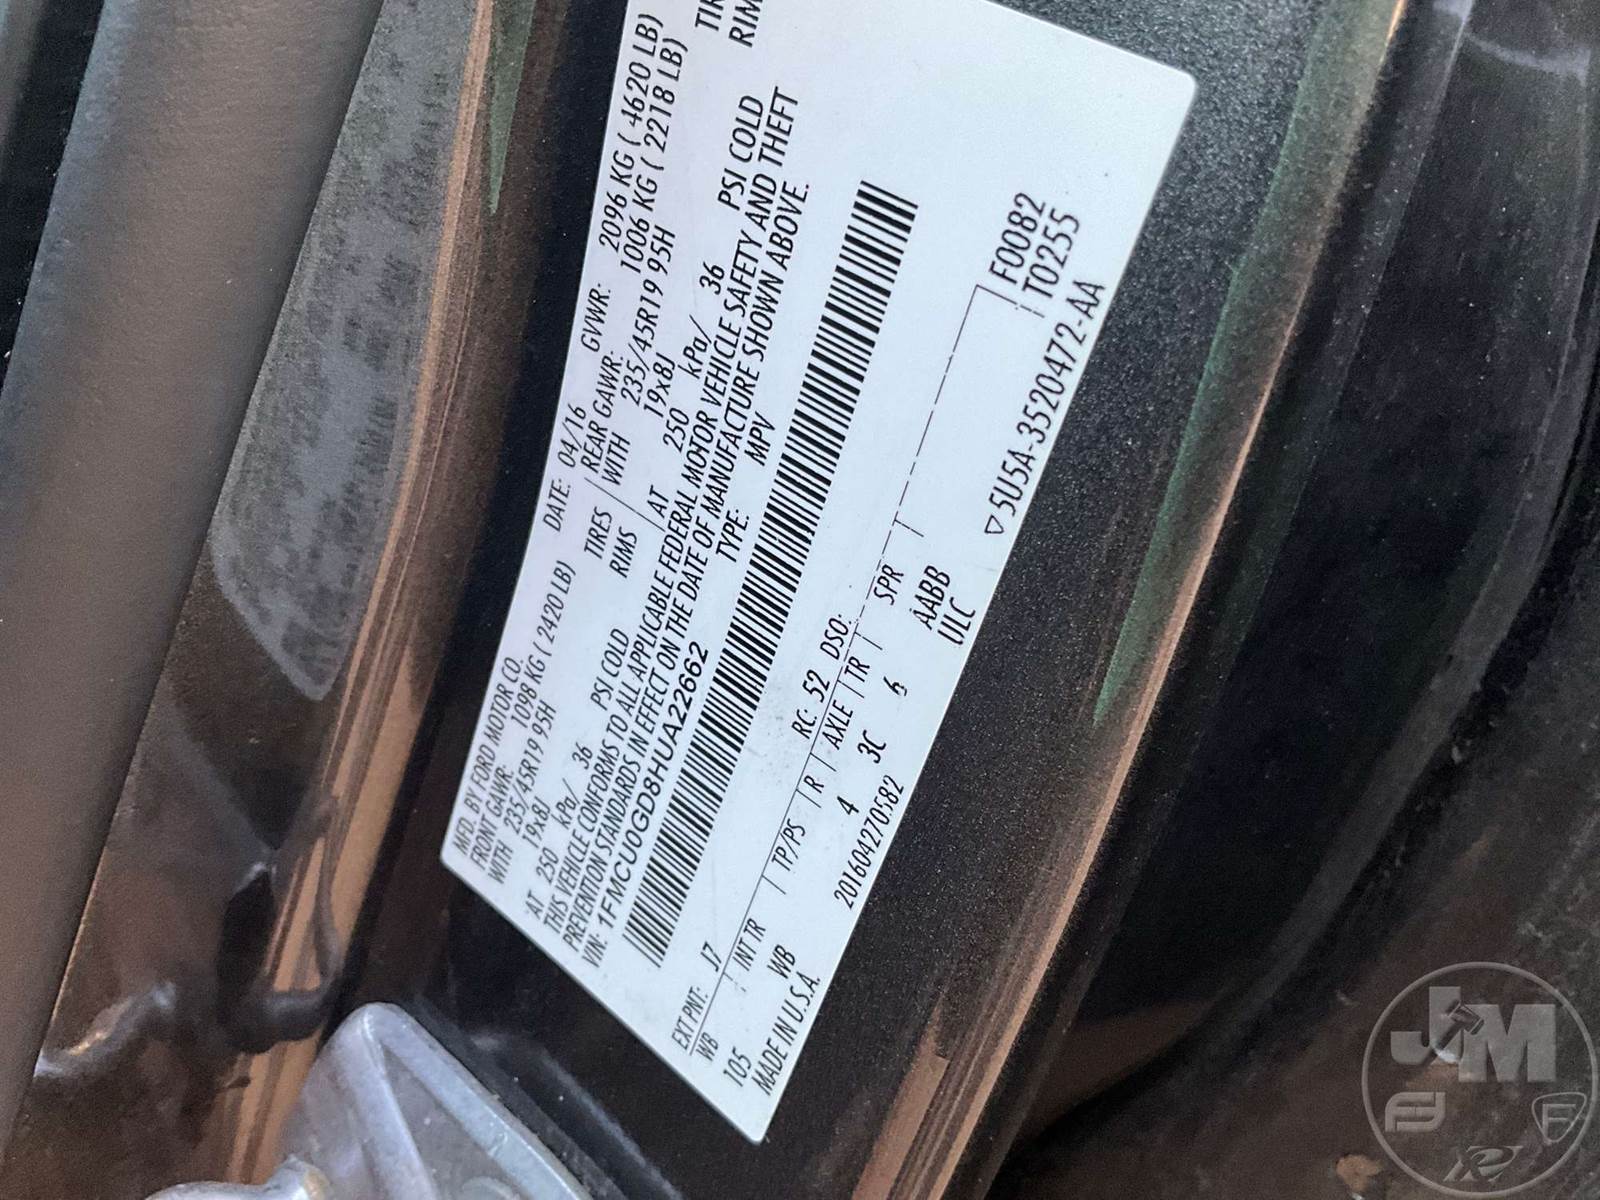 MFD. BY FORD MOTOR CO.
DATE: 04/16 GVWR: 2096 KG ( 4620 LB)
FRONT GAWR: 1098 KG ( 2420 LB) REAR GAWR: 1006 KG ( 2218 LB)
WITH 235/45R19 95H TIRES WITH 235/45R19 95H
19x8J RIMS 19x8J RIM
AT 250 kPa/ 36 PSI COLD AT 250 kPa/ 36 PSI COLD
THIS VEHICLE CONFORMS TO ALL APPLICABLE FEDERAL MOTOR VEHICLE SAFETY AND THEFT
PREVENTION STANDARDS IN EFFECT ON THE DATE OF MANUFACTURE SHOWN ABOVE.
VIN: 1FMCU0GD8HUA22662 TYPE: MPV
EXT PNT: J7 RC: 52 DSO: F0082
WB INT TR TP/PS R AXLE TR SPR T0255
105 WB 4 3C 6 AABB
MADE IN U.S.A. 201604270582 UIC
▽5U5A-3520472-AA
JM